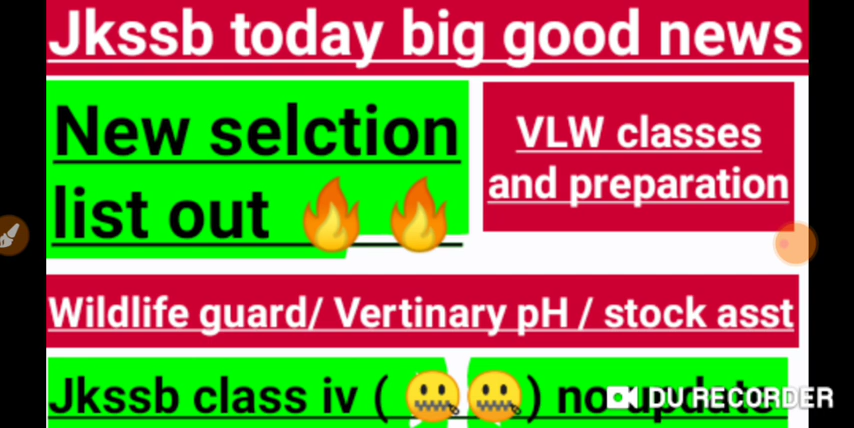 Jkssb today big good news
New selction
list out 🔥 🔥
VLW classes
and preparation
Wildlife guard/ Vertinary pH / stock asst
Jkssb class iv ( 🤐 🤐 ) no update
DU RECORDER